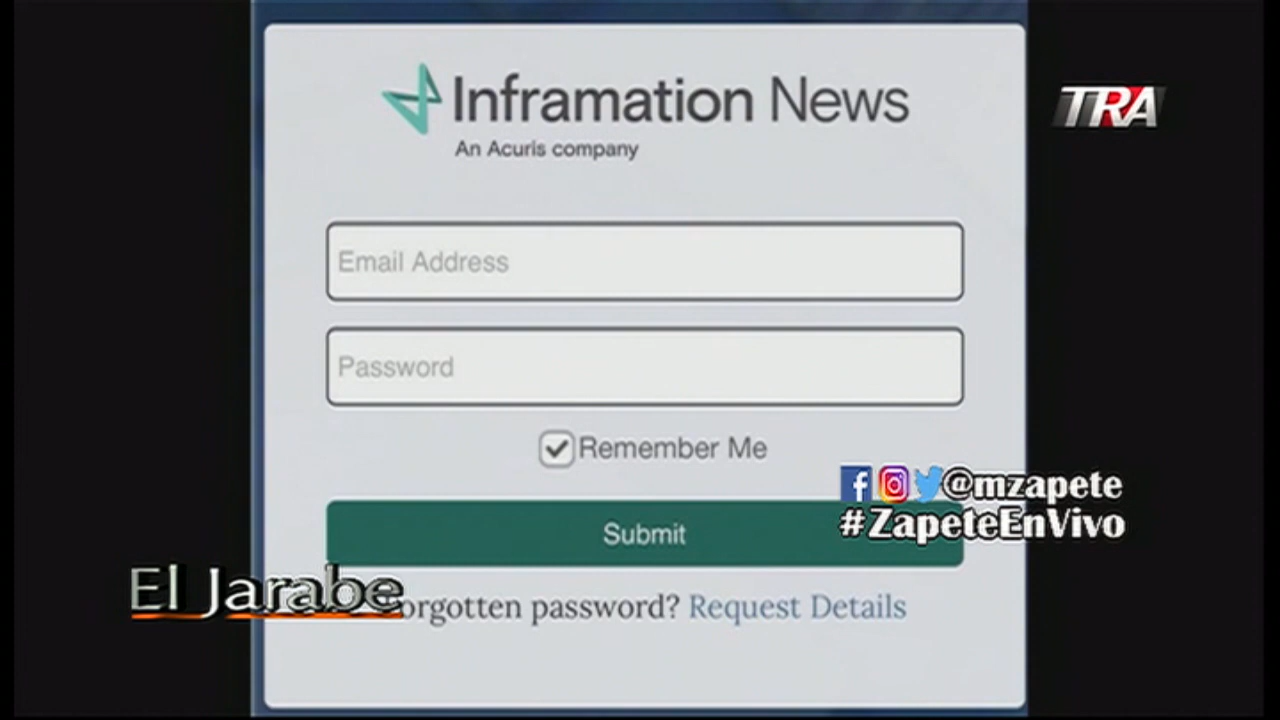 Inframation News
An Acuris company
TRA
Email Address
Password
Remember Me
@mzapete
#ZapeteEnVivo
Submit
El Jarabe
orgotten password? Request Details